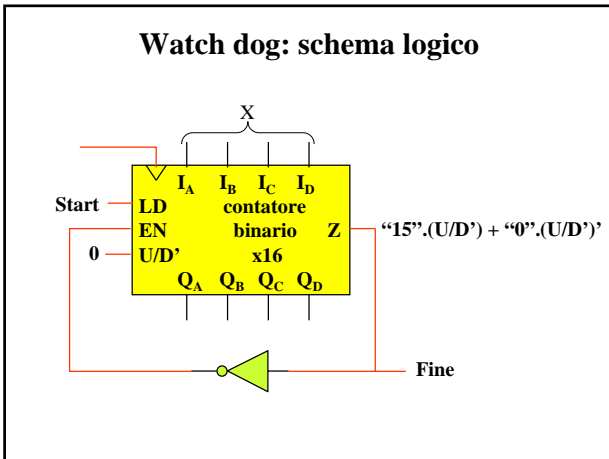 Watch dog: schema logico
X
I_A I_B I_C I_D
Start LD contatore
EN binario Z “15”.(U/D’) + “0”.(U/D’)’
0 U/D’ x16
Q_A Q_B Q_C Q_D
Fine